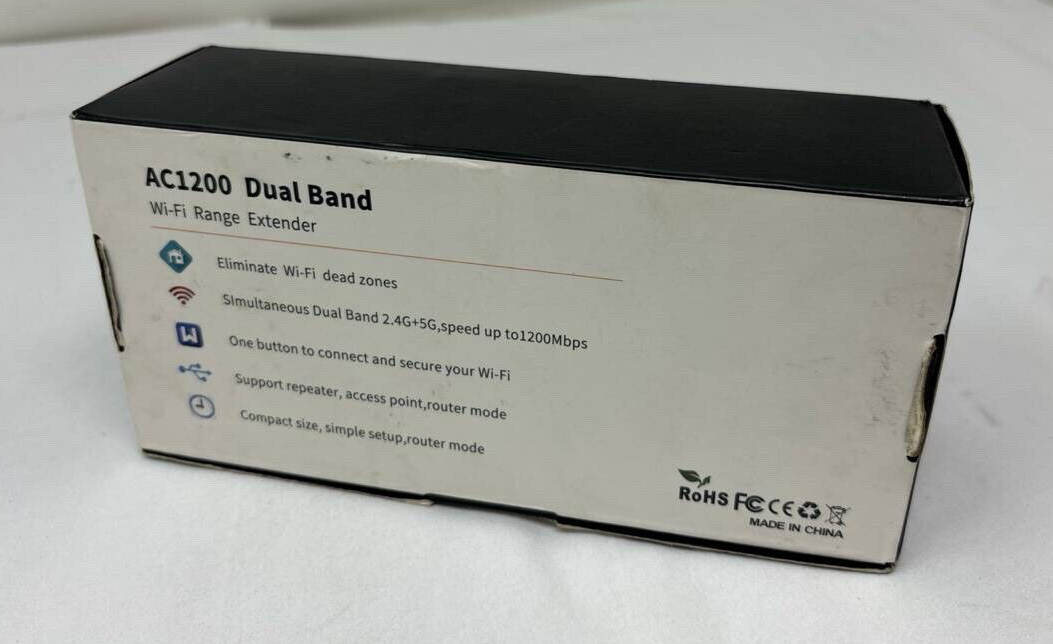 AC1200 Dual Band
Wi-Fi Range Extender
Eliminate Wi-Fi dead zones
SImultaneous Dual Band 2.4G+5G,speed up to1200Mbps
One button to connect and secure your Wi-Fi
Support repeater, access point,router mode
Compact size, simple setup,router mode
RoHS FC CE
MADE IN CHINA